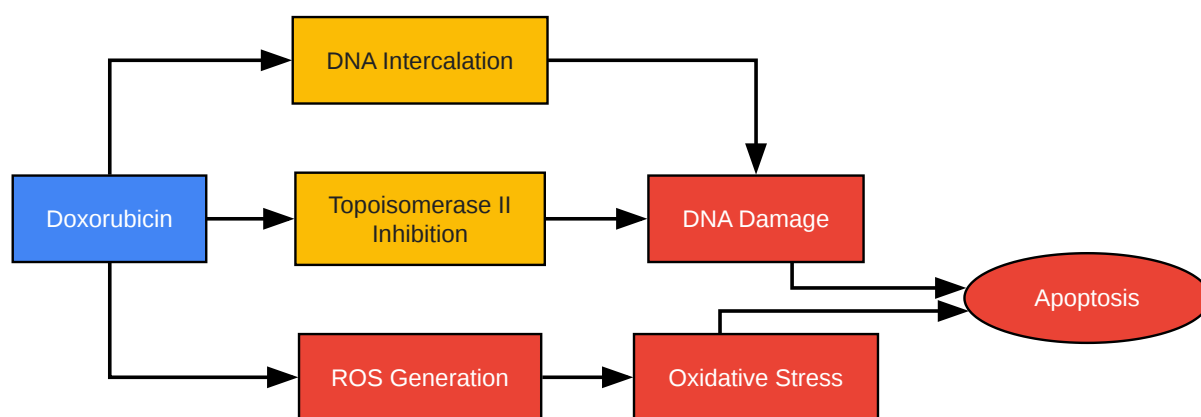 DNA Intercalation
Doxorubicin
Topoisomerase II
Inhibition
DNA Damage
Apoptosis
ROS Generation
Oxidative Stress